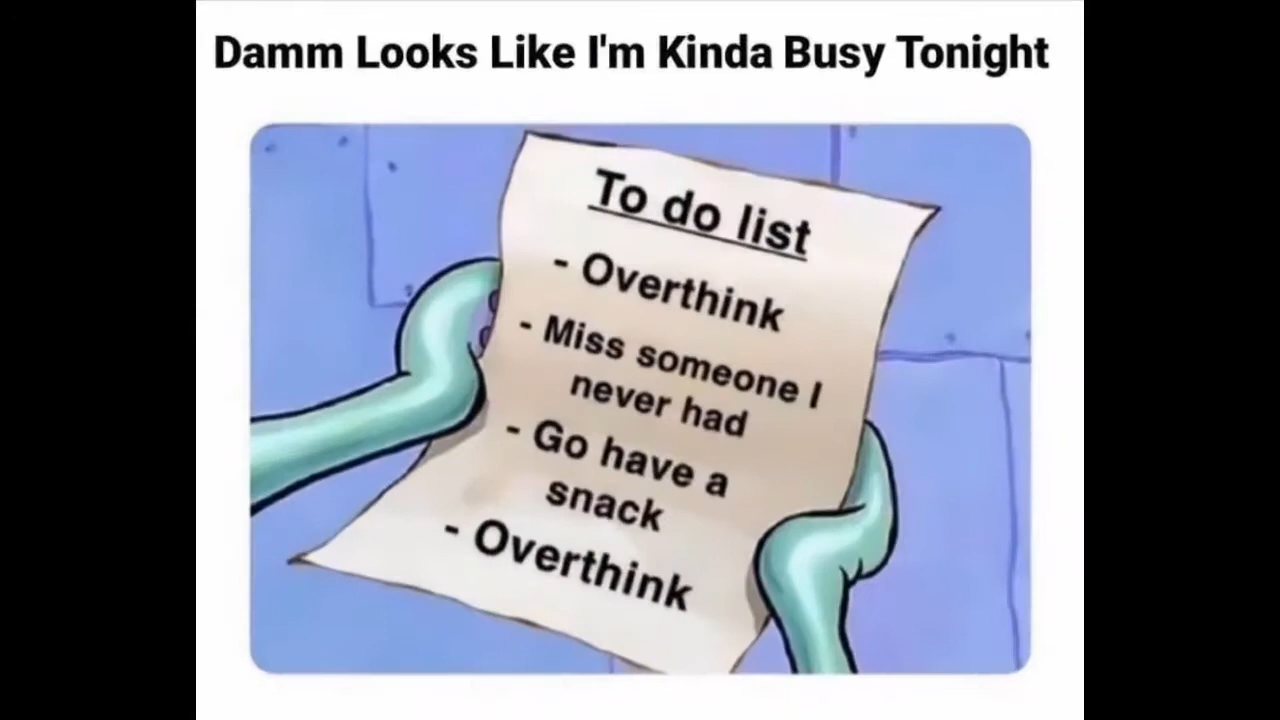 Damm Looks Like I'm Kinda Busy Tonight
To do list
- Overthink
- Miss someone I
never had
- Go have a
snack
- Overthink